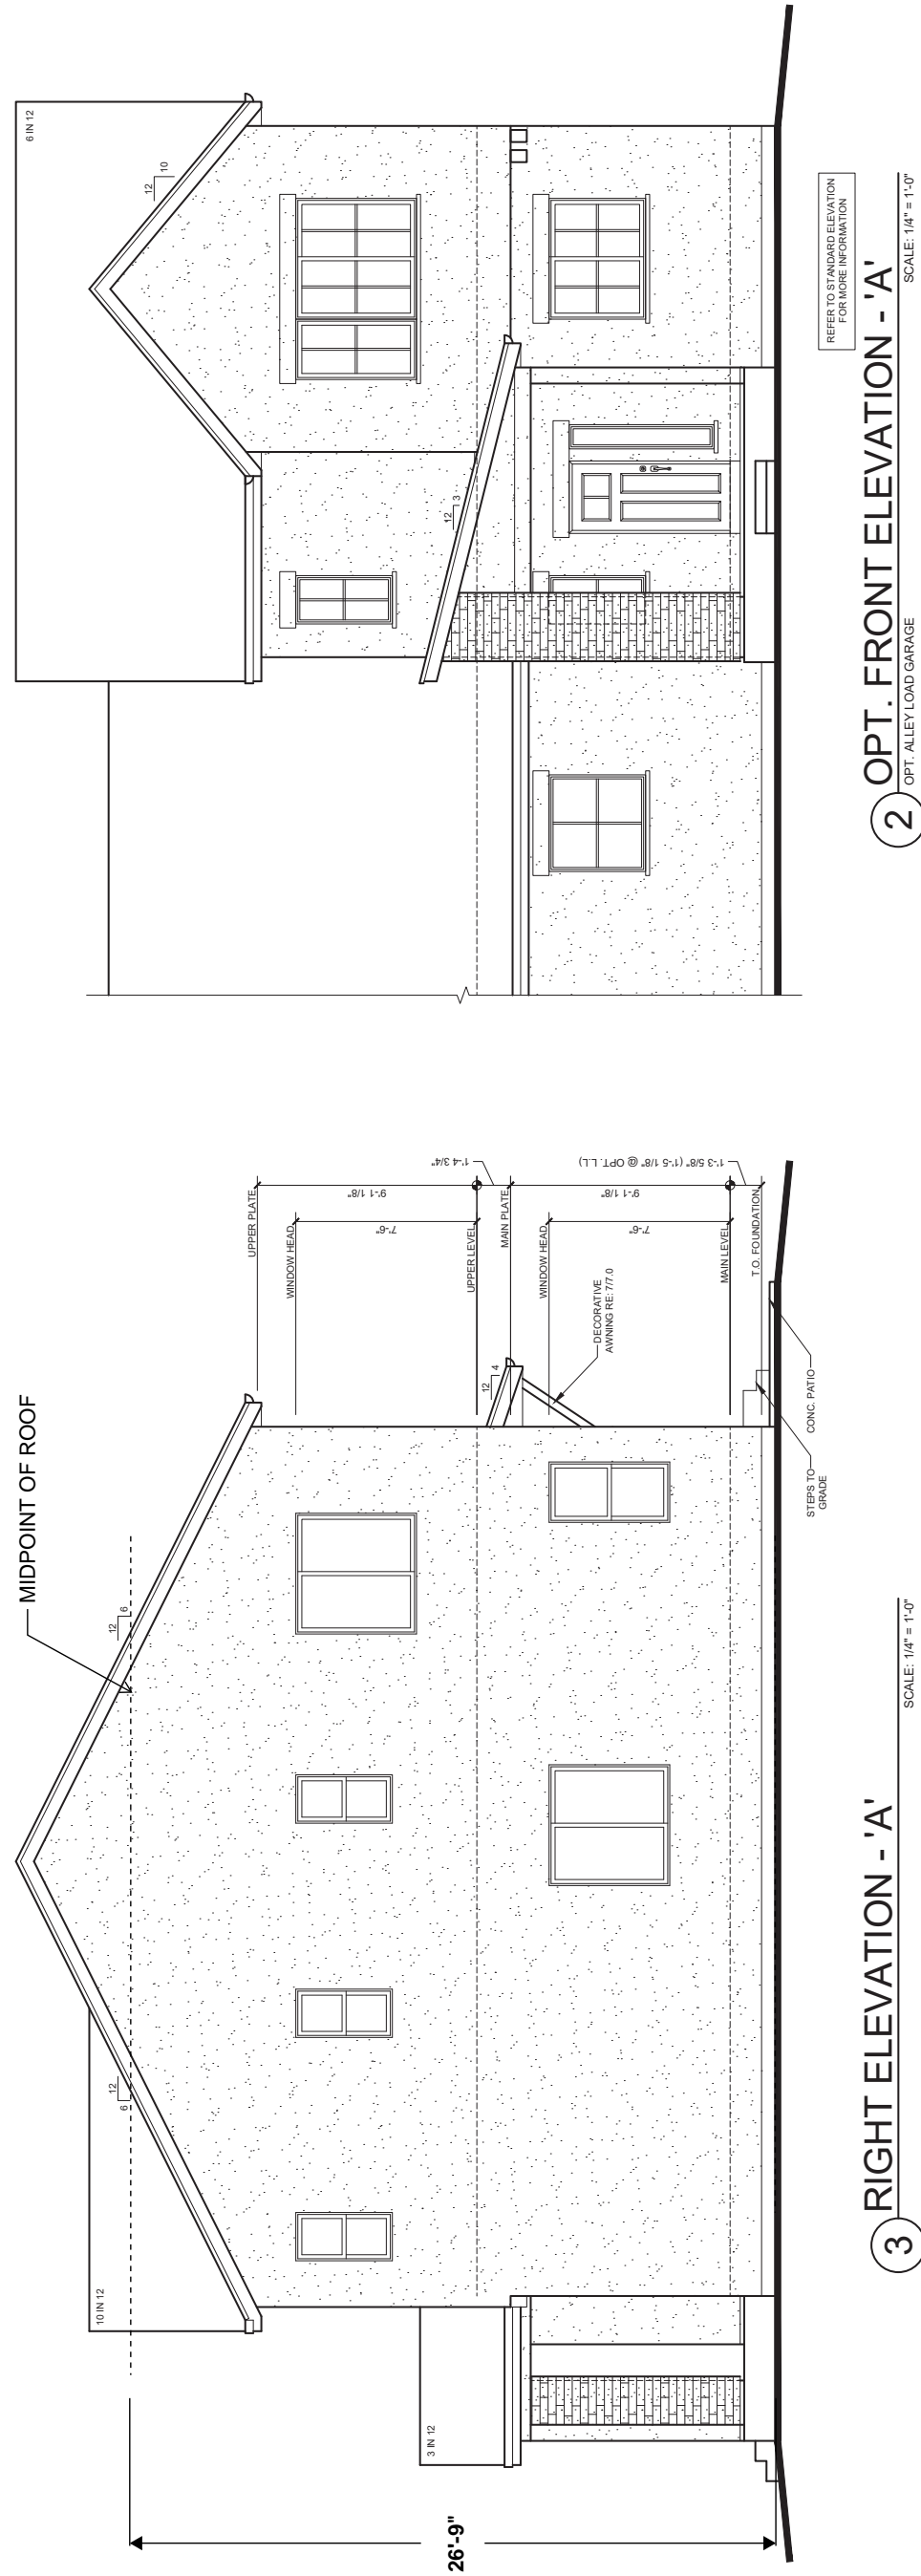 MIDPOINT OF ROOF
12
6
12
6
10 IN 12
3 IN 12
26'-9"
UPPER PLATE
WINDOW HEAD
9'-1 1/8"
7'-6"
UPPER LEVEL
1'-4 3/4"
MAIN PLATE
WINDOW HEAD
9'-1 1/8"
7'-6"
MAIN LEVEL
1'-3 5/8" (1'-5 1/8" @ OPT. L.L)
T.O. FOUNDATION
12
4
DECORATIVE
AWNING RE: 7/7.0
STEPS TO
GRADE
CONC. PATIO
3
RIGHT ELEVATION - 'A'
SCALE: 1/4" = 1'-0"
6 IN 12
12
10
12
3
REFER TO STANDARD ELEVATION
FOR MORE INFORMATION
2
OPT. FRONT ELEVATION - 'A'
OPT. ALLEY LOAD GARAGE
SCALE: 1/4" = 1'-0"